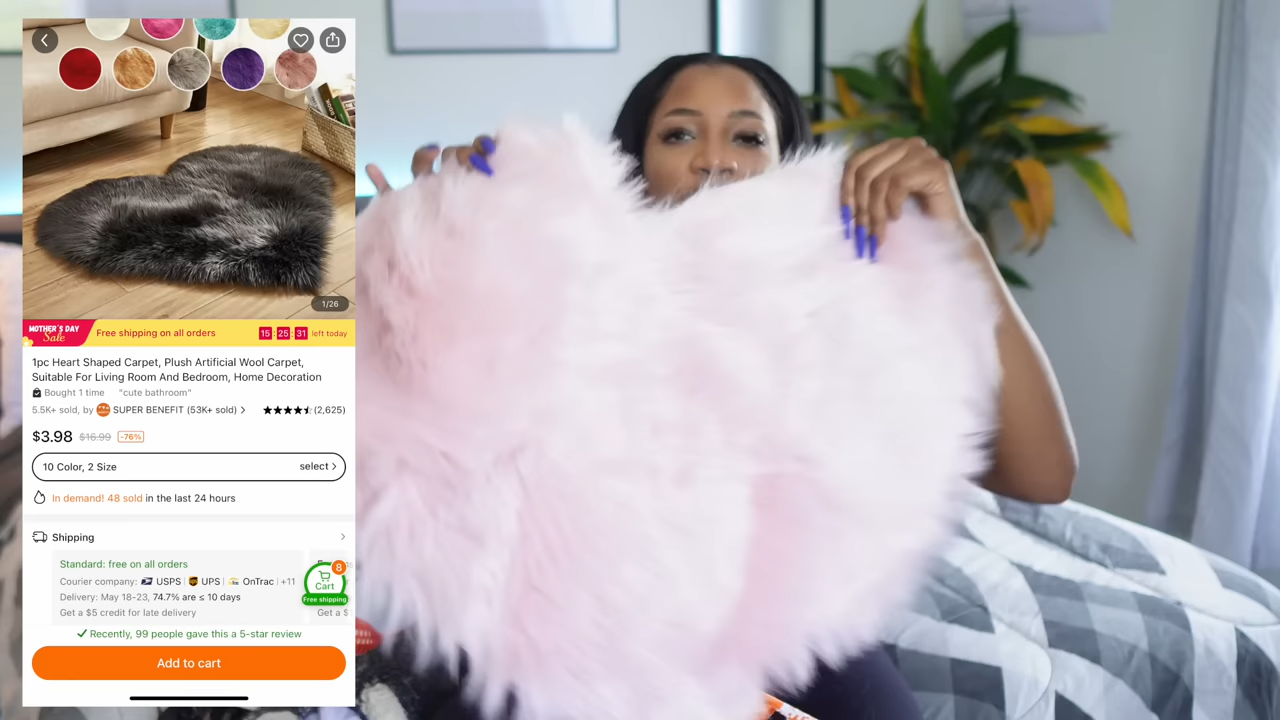 1/26
MOTHER'S DAY
Sale
Free shipping on all orders
15:25:31 left today
1pc Heart Shaped Carpet, Plush Artificial Wool Carpet,
Suitable For Living Room And Bedroom, Home Decoration
Bought 1 time "cute bathroom"
5.5K+ sold, by SUPER BENEFIT (53K+ sold) (2,625)
$3.98 $16.99 -76%
10 Color, 2 Size select
In demand! 48 sold in the last 24 hours
Shipping
Standard: free on all orders
Courier company: USPS UPS OnTrac +11
Delivery: May 18-23, 74.7% are ≤ 10 days
Get a $5 credit for late delivery
Get a $
8
Cart
Free shipping
Recently, 99 people gave this a 5-star review
Add to cart